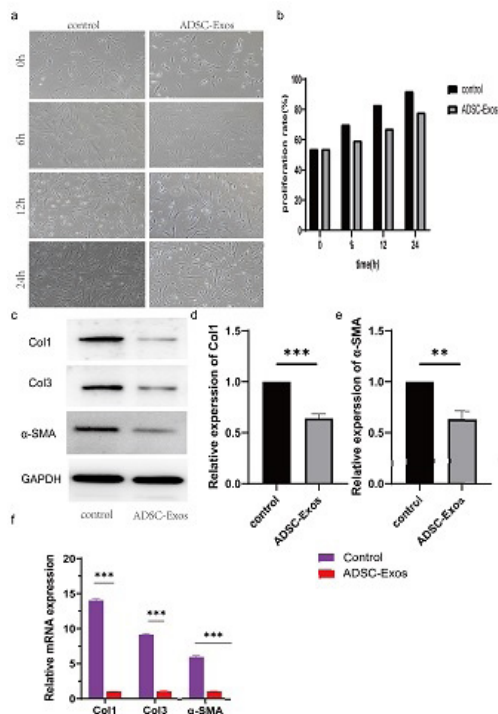 a
control
ADSC-Exos
0h
6h
12h
24h
b
proliferation rate(%)
100
80
60
40
20
0
0
6
12
24
time(hr)
control
ADSC-Exos
c
Col1
Col3
α-SMA
GAPDH
control
ADSC-Exos
d
Relative experssion of Col1
1.5
1.0
0.5
0.0
***
control
ADSC-Exos
e
Relative experssion of α-SMA
1.5
1.0
0.5
0.0
**
control
ADSC-Exos
f
Control
ADSC-Exos
Relative mRNA expression
20
15
10
5
0
***
***
***
Col1
Col3
α-SMA